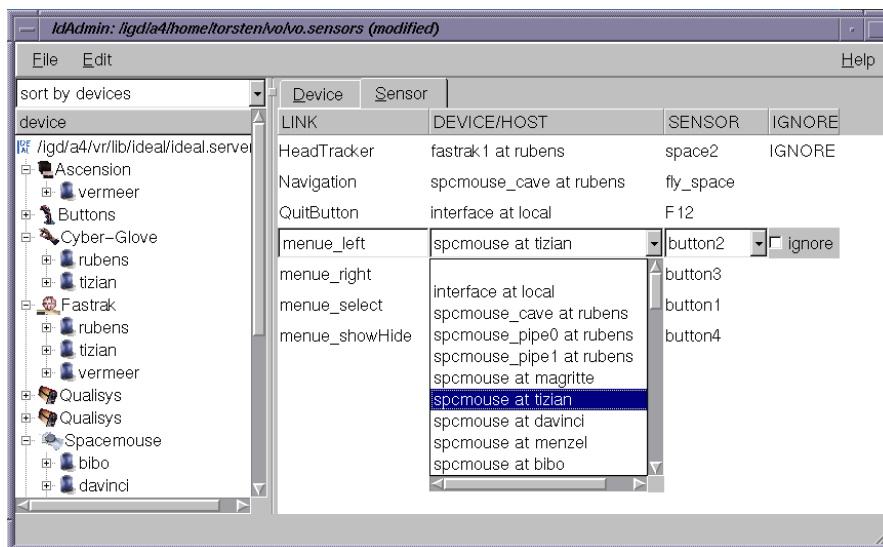 IdAdmin: /igd/a4/home/torsten/volvo.sensors (modified)
File Edit Help
sort by devices
device
/igd/a4/vr/lib/ideal/ideal.server
Ascension
vermeer
Buttons
Cyber-Glove
rubens
tizian
Fastrak
rubens
tizian
vermeer
Qualisys
Qualisys
Spacemouse
bibo
davinci
Device Sensor
LINK DEVICE/HOST SENSOR IGNORE
HeadTracker fastrak1 at rubens space2 IGNORE
Navigation spcmouse_cave at rubens fly_space
QuitButton interface at local F12
menue_left spcmouse at tizian button2 ignore
menue_right button3
menue_select button1
menue_showHide button4
interface at local
spcmouse_cave at rubens
spcmouse_pipe0 at rubens
spcmouse_pipe1 at rubens
spcmouse at magritte
spcmouse at tizian
spcmouse at davinci
spcmouse at menzel
spcmouse at bibo